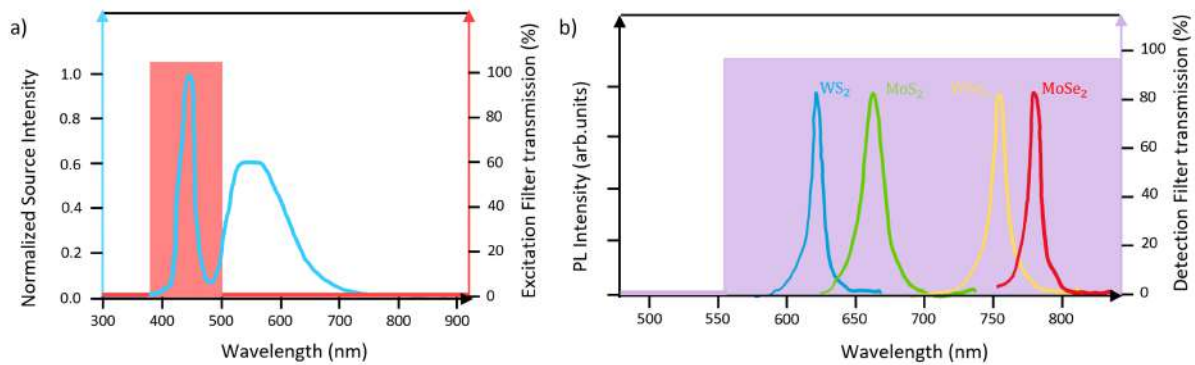 a)
Normalized Source Intensity
1.0
0.8
0.6
0.4
0.2
0.0
300 400 500 600 700 800 900
Wavelength (nm)
100
80
60
40
20
0
Excitation Filter transmission (%)
b)
PL Intensity (arb.units)
WS₂
MoS₂
MoSe₂
500 550 600 650 700 750 800
Wavelength (nm)
100
80
60
40
20
0
Detection Filter transmission (%)